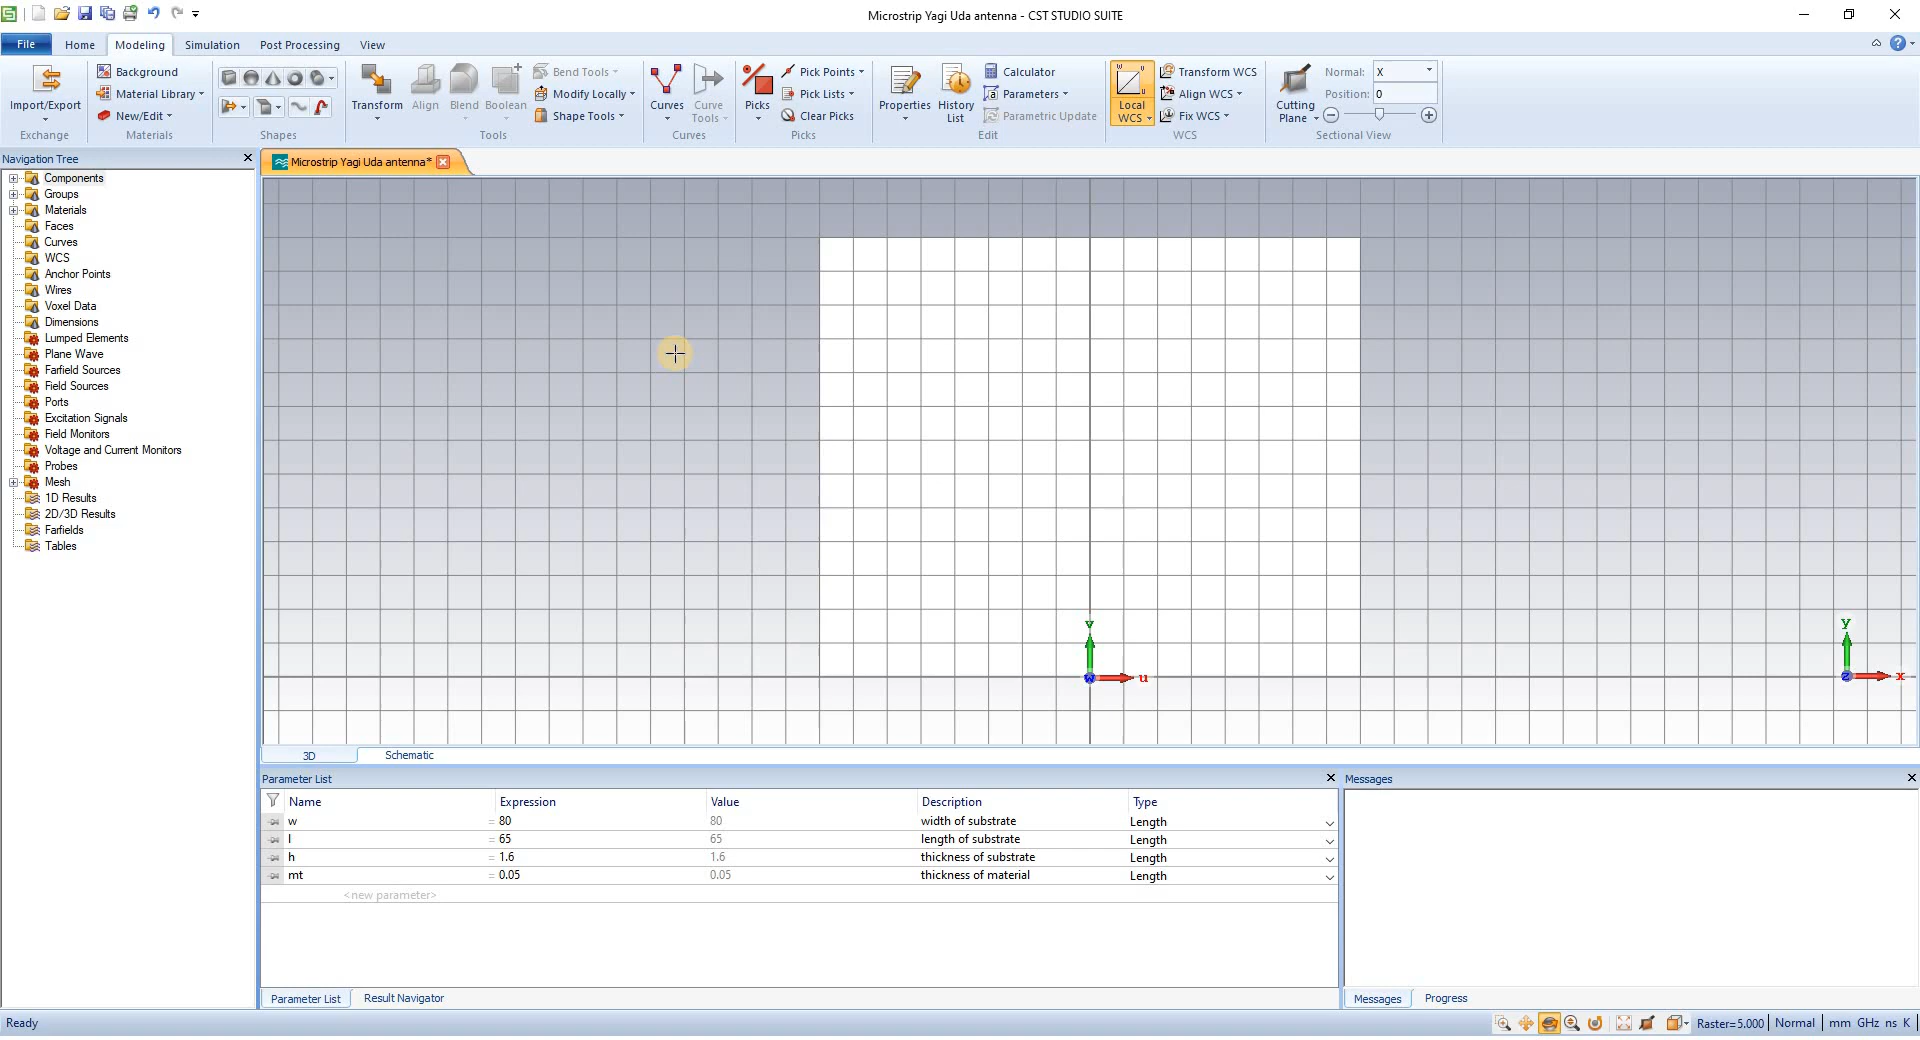 Microstrip Yagi Uda antenna - CST STUDIO SUITE
File Home Modeling Simulation Post Processing View
Import/Export
Exchange
Background
Material Library
New/Edit
Materials
Shapes
Transform
Align
Blend
Boolean
Bend Tools
Modify Locally
Shape Tools
Tools
Curves
Curve
Tools
Curves
Picks
Pick Points
Pick Lists
Clear Picks
Picks
Properties
History
List
Calculator
Parameters
Parametric Update
Edit
Local
WCS
Transform WCS
Align WCS
Fix WCS
WCS
Cutting
Plane
Normal: X
Position: 0
Sectional View
Navigation Tree
Components
Groups
Materials
Faces
Curves
WCS
Anchor Points
Wires
Voxel Data
Dimensions
Lumped Elements
Plane Wave
Farfield Sources
Field Sources
Ports
Excitation Signals
Field Monitors
Voltage and Current Monitors
Probes
Mesh
1D Results
2D/3D Results
Farfields
Tables
Microstrip Yagi Uda antenna*
v
w
u
y
z
x
3D Schematic
Parameter List
Name Expression Value Description Type
w = 80 80 width of substrate Length
l = 65 65 length of substrate Length
h = 1.6 1.6 thickness of substrate Length
mt = 0.05 0.05 thickness of material Length
<new parameter>
Parameter List Result Navigator
Messages
Messages Progress
Ready
Raster=5.000 Normal mm GHz ns K